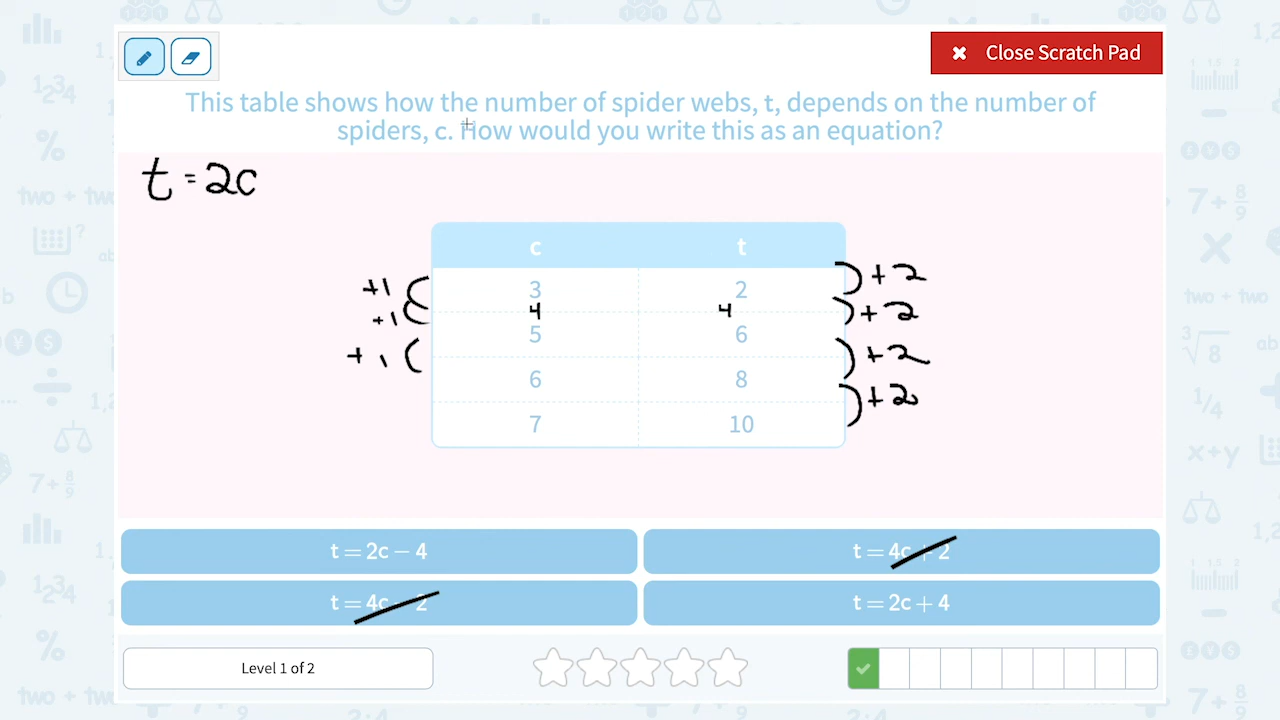 Close Scratch Pad
This table shows how the number of spider webs, t, depends on the number of
spiders, c. How would you write this as an equation?
t = 2c
c t
3 2
+1 +2
4 4
+1 +2
5 6
+1 +2
6 8
+2
7 10
t = 2c − 4
t = 4c + 2
t = 4c − 2
t = 2c + 4
Level 1 of 2